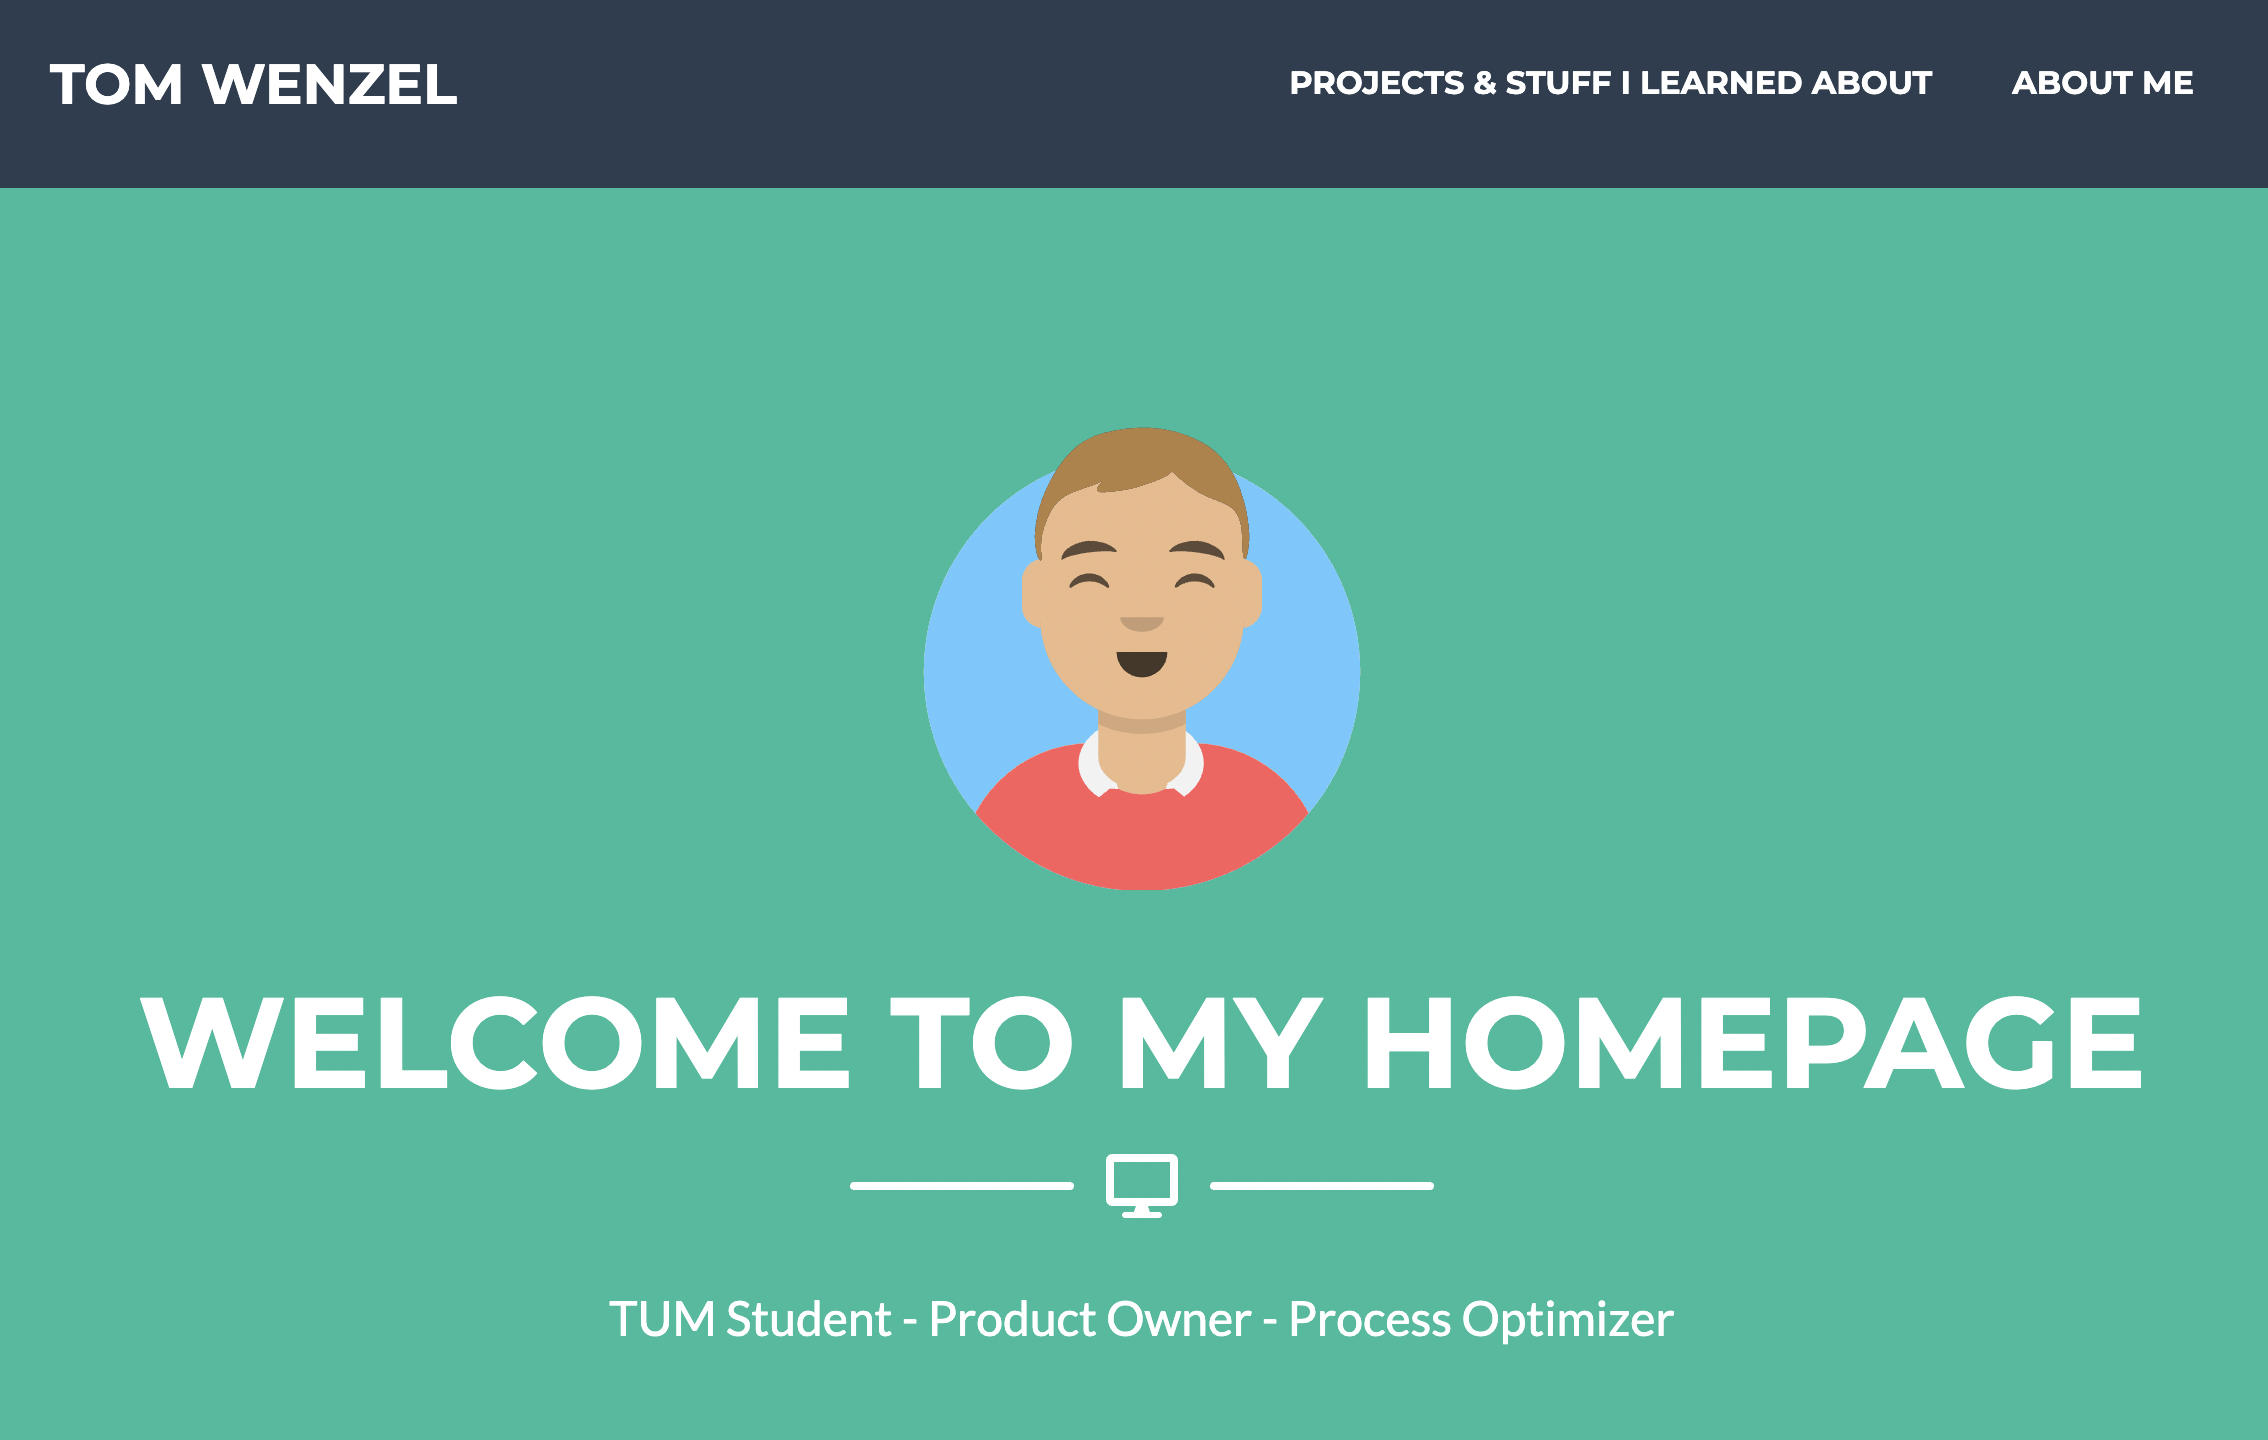 TOM WENZEL
PROJECTS & STUFF I LEARNED ABOUT
ABOUT ME
WELCOME TO MY HOMEPAGE
TUM Student - Product Owner - Process Optimizer